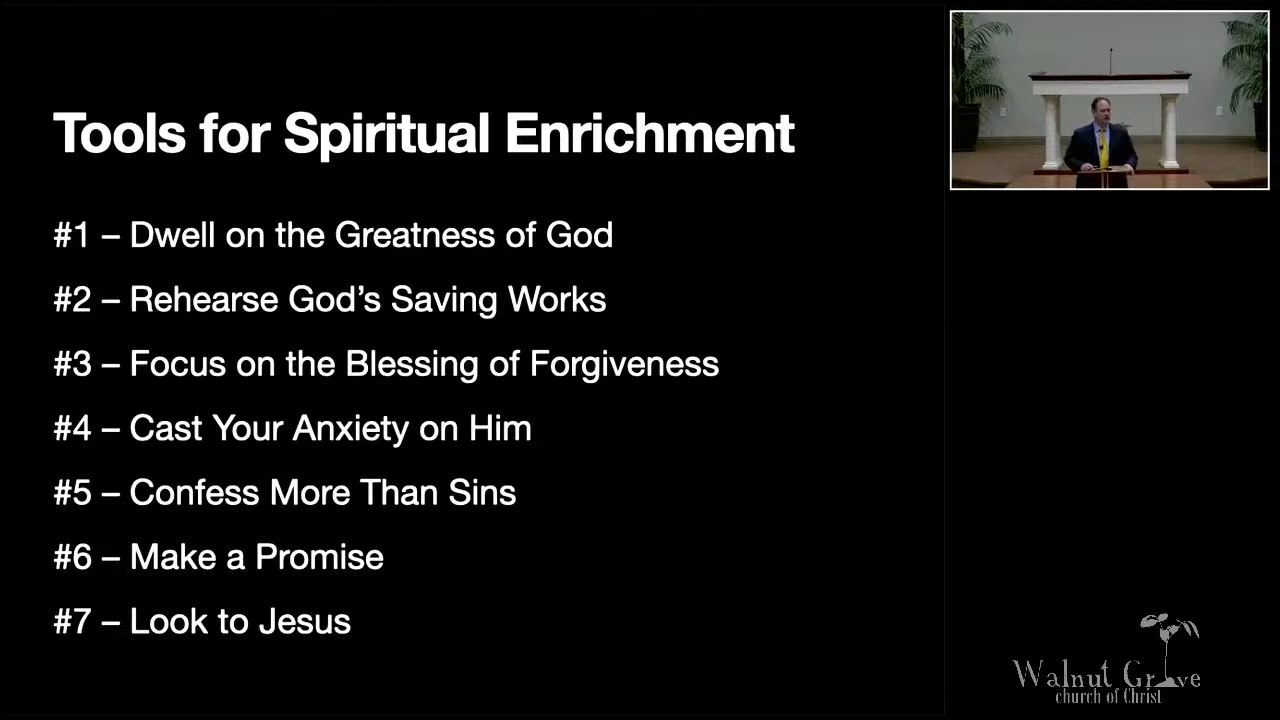 Tools for Spiritual Enrichment
#1 – Dwell on the Greatness of God
#2 – Rehearse God’s Saving Works
#3 – Focus on the Blessing of Forgiveness
#4 – Cast Your Anxiety on Him
#5 – Confess More Than Sins
#6 – Make a Promise
#7 – Look to Jesus
Walnut Grove
church of Christ